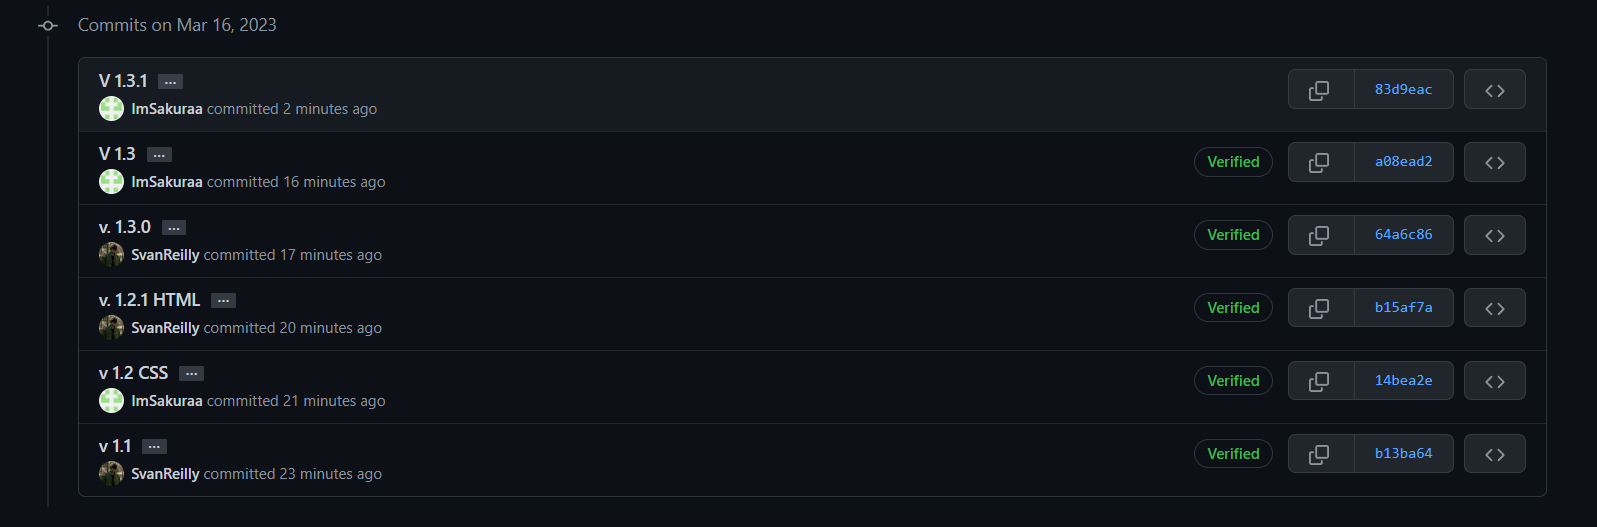 Commits on Mar 16, 2023
V 1.3.1 ...
ImSakuraa committed 2 minutes ago
83d9eac
V 1.3 ...
ImSakuraa committed 16 minutes ago
Verified
a08ead2
v. 1.3.0 ...
SvanReilly committed 17 minutes ago
Verified
64a6c86
v. 1.2.1 HTML ...
SvanReilly committed 20 minutes ago
Verified
b15af7a
v 1.2 CSS ...
ImSakuraa committed 21 minutes ago
Verified
14bea2e
v 1.1 ...
SvanReilly committed 23 minutes ago
Verified
b13ba64